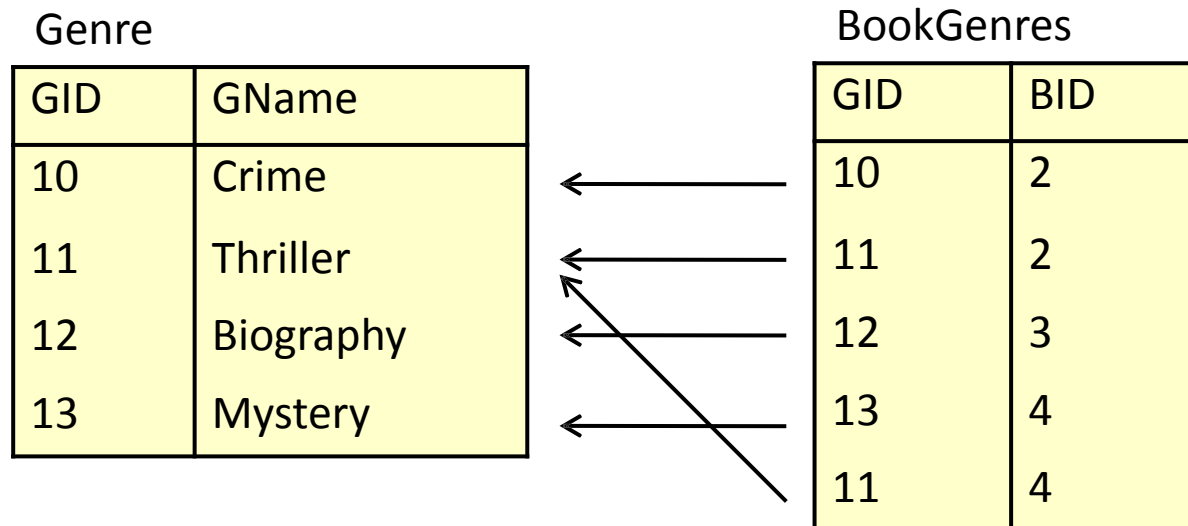 Genre
GID GName
10 Crime
11 Thriller
12 Biography
13 Mystery
BookGenres
GID BID
10 2
11 2
12 3
13 4
11 4